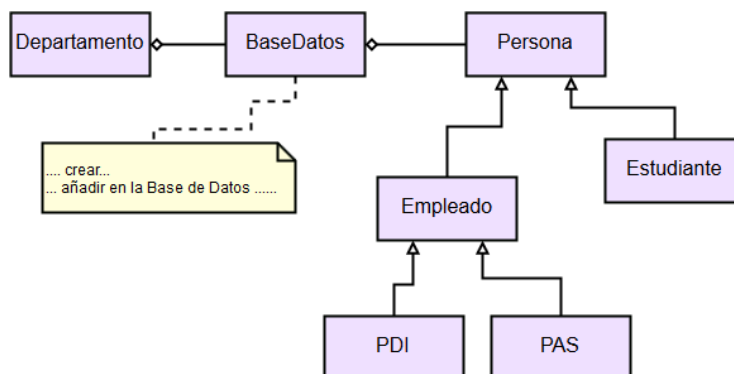 Departamento
BaseDatos
Persona
.... crear...
... añadir en la Base de Datos ......
Estudiante
Empleado
PDI
PAS